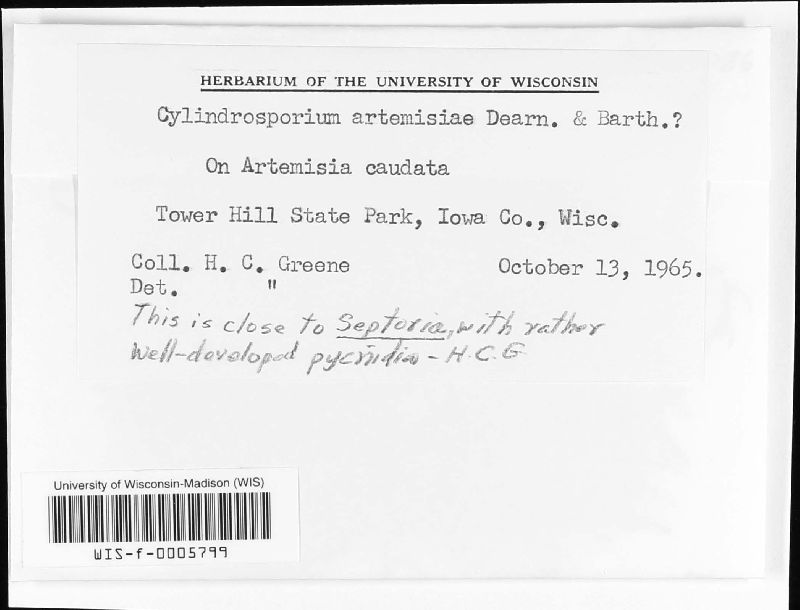 HERBARIUM OF THE UNIVERSITY OF WISCONSIN
Cylindrosporium artemisiae Dearn. & Barth.?
On Artemisia caudata
Tower Hill State Park, Iowa Co., Wisc.
Coll. H. C. Greene October 13, 1965.
Det. "
This is close to Septoria, with rather
well-developed pycnidia - H.C.G
University of Wisconsin-Madison (WIS)
WIS-f-0005799